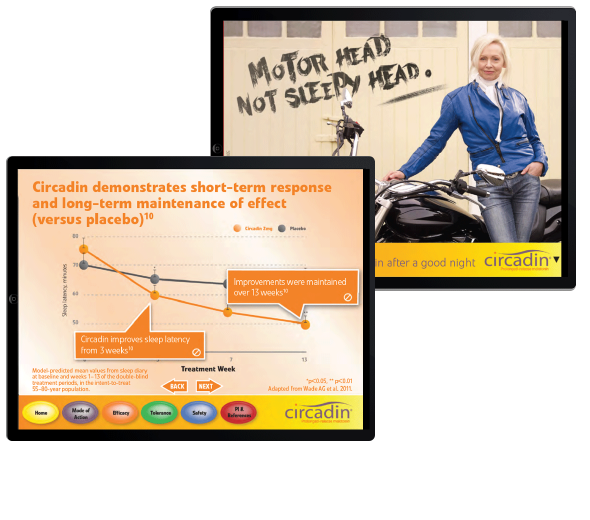 MOTOR HEAD
NOT SLEEPY HEAD.
in after a good night
circadin
Circadin demonstrates short-term response
and long-term maintenance of effect
(versus placebo)10
Circadin 2mg
Placebo
Sleep latency, minutes
80
70
60
50
Improvements were maintained
over 13 weeks10
Circadin improves sleep latency
from 3 weeks10
7
13
Treatment Week
Model-predicted mean values from sleep diary
at baseline and weeks 1-13 of the double-blind
treatment periods, in the intent-to-treat
55-80-year population.
BACK
NEXT
*p<0.05, ** p<0.01
Adapted from Wade AG et al. 2011.
Home
Mode of
Action
Efficacy
Tolerance
Safety
PI &
References
circadin